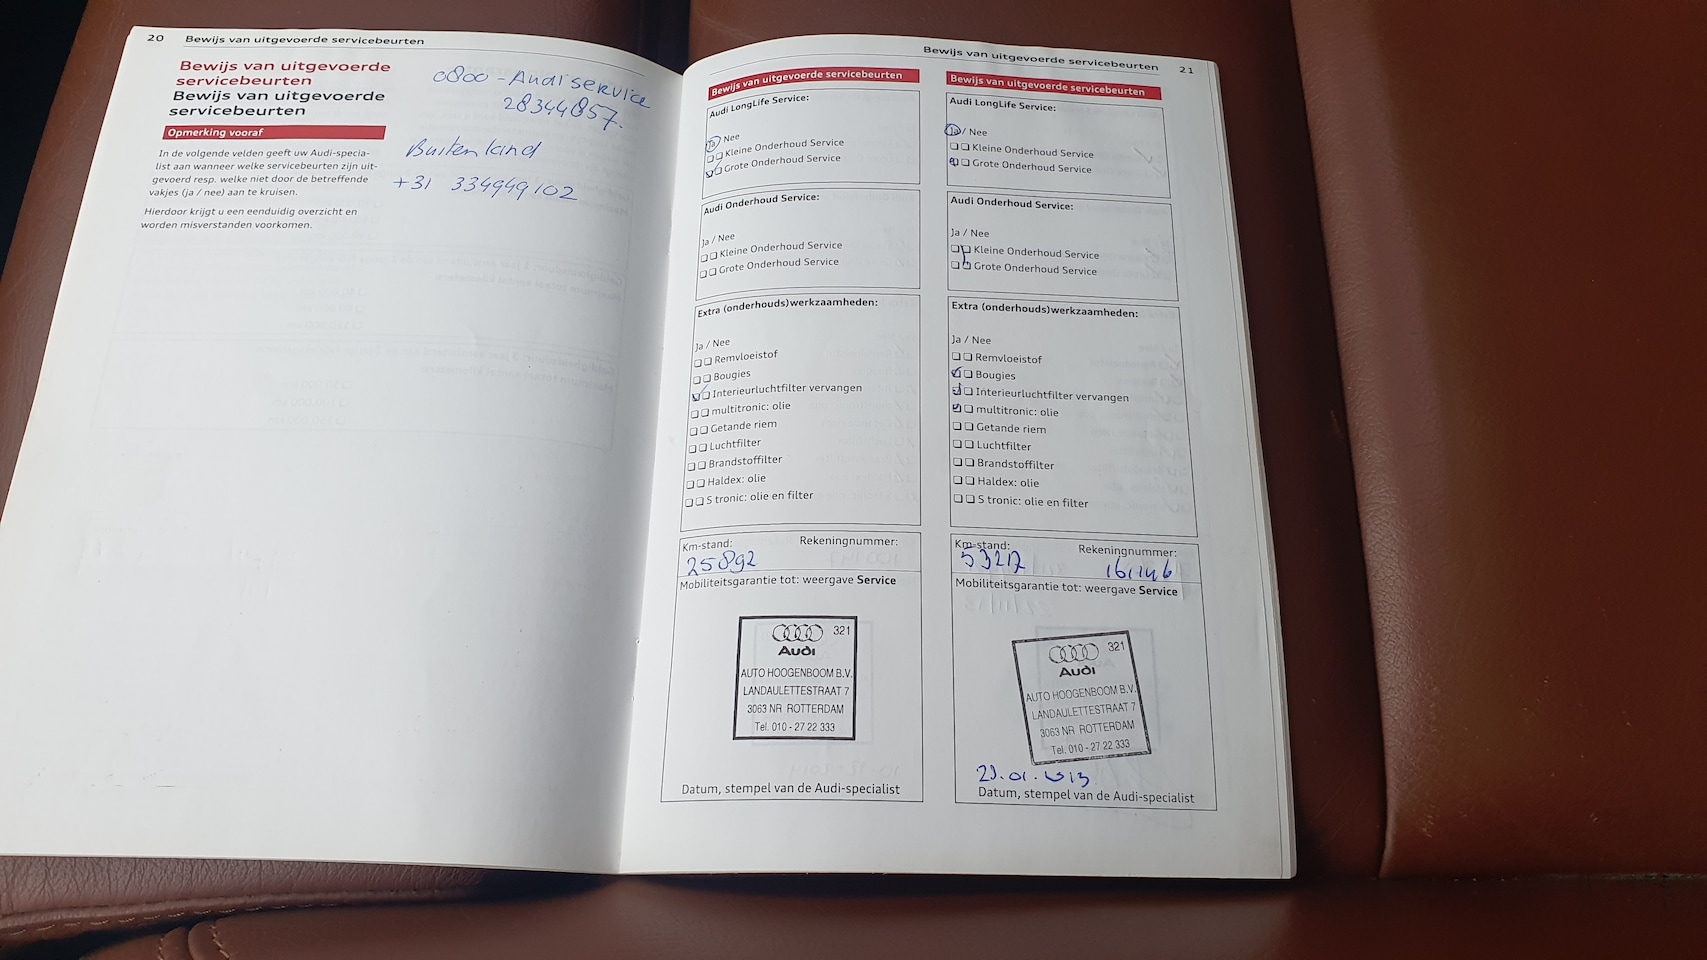 20 Bewijs van uitgevoerde servicebeurten
Bewijs van uitgevoerde
servicebeurten
Bewijs van uitgevoerde
servicebeurten
Opmerking vooraf
In de volgende velden geeft uw Audi-specia-
list aan wanneer welke servicebeurten zijn uit-
gevoerd resp. welke niet door de betreffende
vakjes (ja / nee) aan te kruisen.
Hierdoor krijgt u een eenduidig overzicht en
worden misverstanden voorkomen.
0800 - Audi service
28344857.
Buitenland
+31 334949102
Bewijs van uitgevoerde servicebeurten 21
Bewijs van uitgevoerde servicebeurten
Audi LongLife Service:
Ja / Nee
Kleine Onderhoud Service
Grote Onderhoud Service
Audi Onderhoud Service:
Ja / Nee
Kleine Onderhoud Service
Grote Onderhoud Service
Extra (onderhouds)werkzaamheden:
Ja / Nee
Remvloeistof
Bougies
Interieurluchtfilter vervangen
multitronic: olie
Getande riem
Luchtfilter
Brandstoffilter
Haldex: olie
S tronic: olie en filter
Km-stand: Rekeningnummer:
25892
Mobiliteitsgarantie tot: weergave Service
321
Audi
AUTO HOOGENBOOM B.V.
LANDAULETTESTRAAT 7
3063 NR ROTTERDAM
Tel. 010 - 27 22 333
Datum, stempel van de Audi-specialist
Bewijs van uitgevoerde servicebeurten
Audi LongLife Service:
Ja / Nee
Kleine Onderhoud Service
Grote Onderhoud Service
Audi Onderhoud Service:
Ja / Nee
Kleine Onderhoud Service
Grote Onderhoud Service
Extra (onderhouds)werkzaamheden:
Ja / Nee
Remvloeistof
Bougies
Interieurluchtfilter vervangen
multitronic: olie
Getande riem
Luchtfilter
Brandstoffilter
Haldex: olie
S tronic: olie en filter
Km-stand: Rekeningnummer:
53217 161146
Mobiliteitsgarantie tot: weergave Service
321
Audi
AUTO HOOGENBOOM B.V.
LANDAULETTESTRAAT 7
3063 NR ROTTERDAM
Tel. 010 - 27 22 333
Datum, stempel van de Audi-specialist